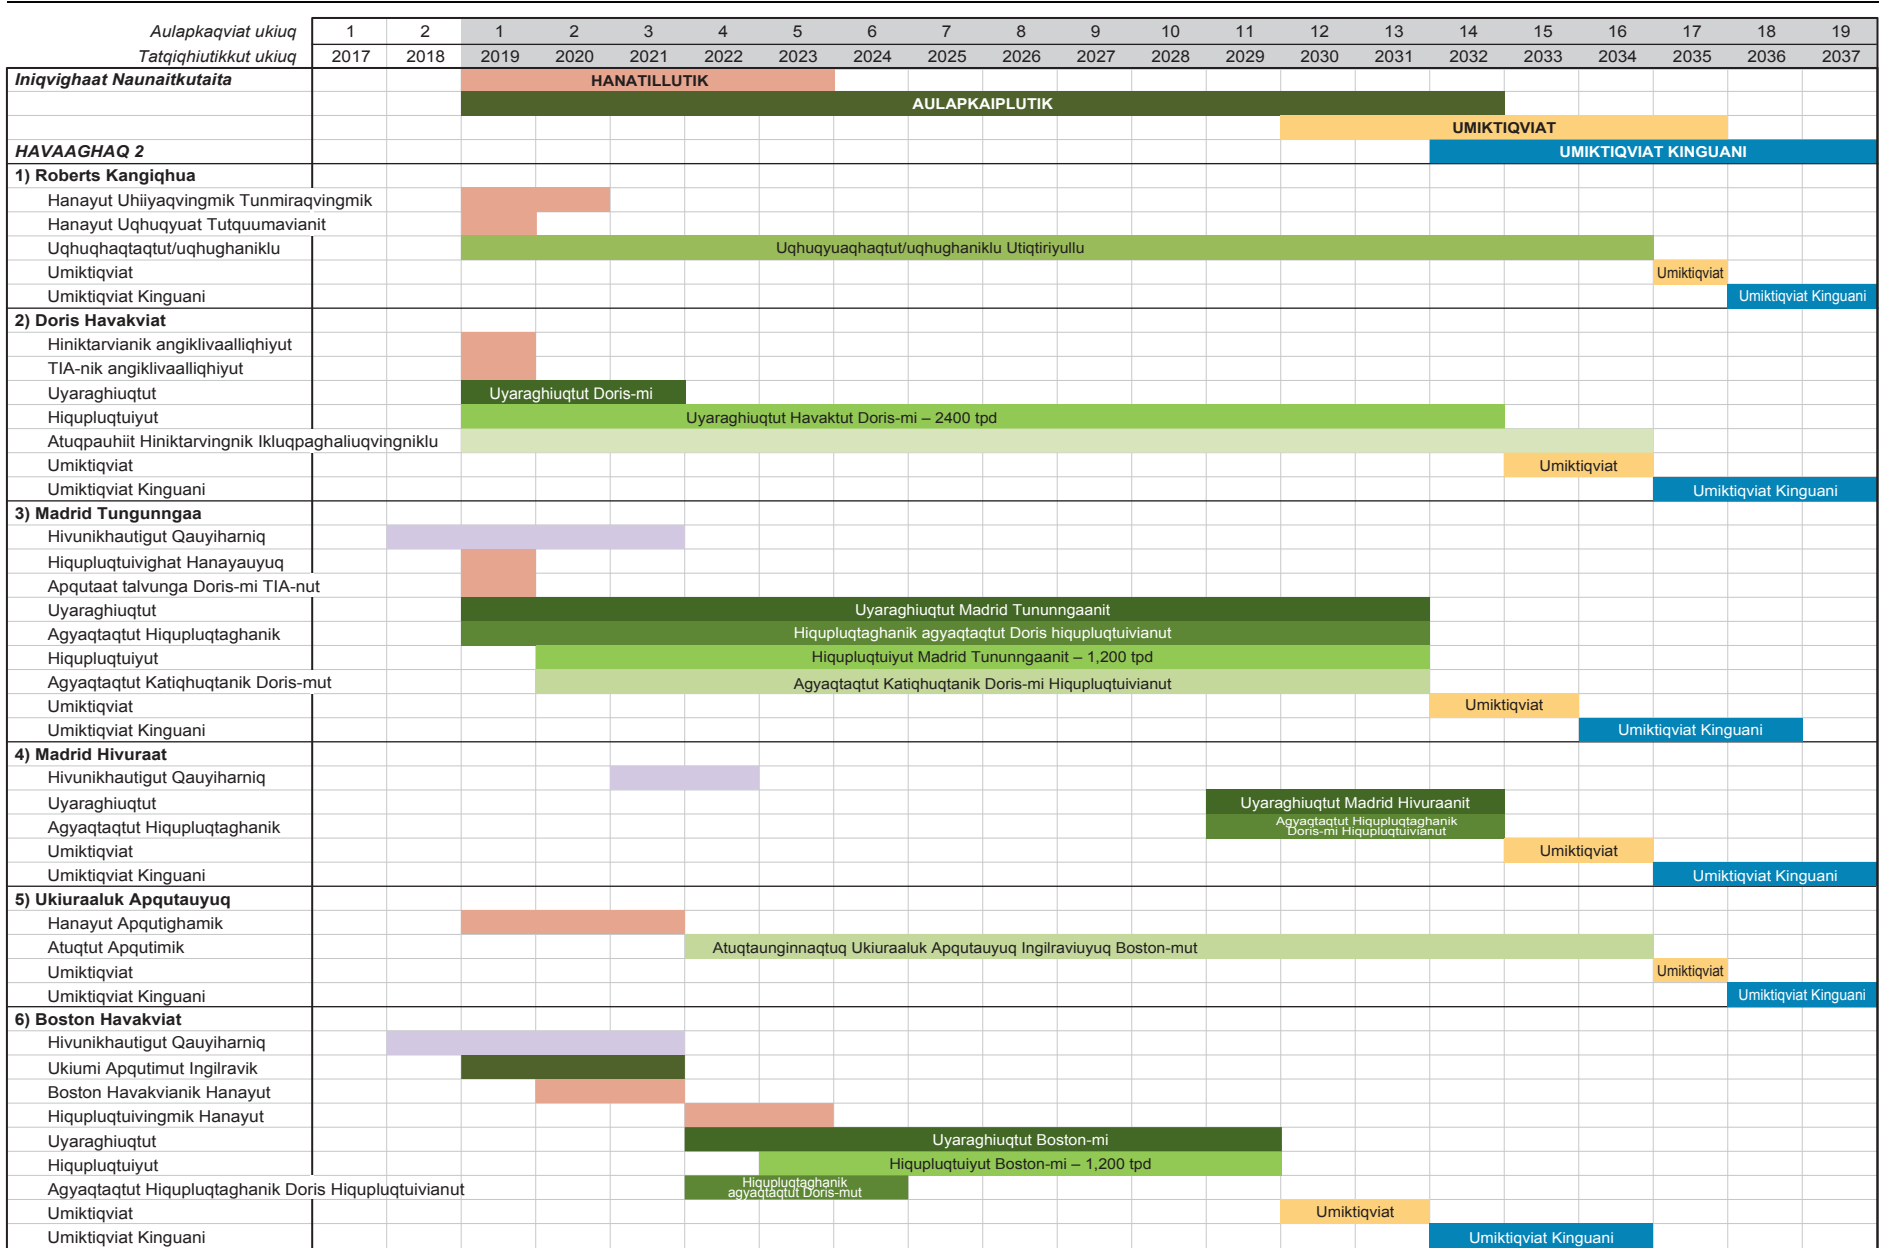 Aulapkaqviat ukiuq 1 2 1 2 3 4 5 6 7 8 9 10 11 12 13 14 15 16 17 18 19
Tatqiqhiutikkut ukiuq 2017 2018 2019 2020 2021 2022 2023 2024 2025 2026 2027 2028 2029 2030 2031 2032 2033 2034 2035 2036 2037
Iniqvighaat Naunaitkutaita HANATILLUTIK
AULAPKAIPLUTIK
UMIKTIQVIAT
HAVAAGHAQ 2 UMIKTIQVIAT KINGUANI
1) Roberts Kangiqhua
Hanayut Uhiiyaqvingmik Tunmiraqvingmik
Hanayut Uqhuqyuat Tutquumavianit
Uqhuqhaqtaqtut/uqhughaniklu Uqhuqyuaqhaqtut/uqhughaniklu Utiqtiriyullu
Umiktiqviat Umiktiqviat
Umiktiqviat Kinguani Umiktiqviat Kinguani
2) Doris Havakviat
Hiniktarvianik angiklivaalliqhiyut
TIA-nik angiklivaalliqhiyut
Uyaraghiuqtut Uyaraghiuqtut Doris-mi
Hiqupluqtuiyut Uyaraghiuqtut Havaktut Doris-mi – 2400 tpd
Atuqpauhiit Hiniktarvingnik Ikluqpaghaliuqvingniklu
Umiktiqviat Umiktiqviat
Umiktiqviat Kinguani Umiktiqviat Kinguani
3) Madrid Tungunngaa
Hivunikhautigut Qauyiharniq
Hiqupluqtuivighat Hanayauyuq
Apqutaat talvunga Doris-mi TIA-nut
Uyaraghiuqtut Uyaraghiuqtut Madrid Tununngaanit
Agyaqtaqtut Hiqupluqtaghanik Hiqupluqtaghanik agyaqtaqtut Doris hiqupluqtuivianut
Hiqupluqtuiyut Hiqupluqtuiyut Madrid Tununngaanit – 1,200 tpd
Agyaqtaqtut Katiqhuqtanik Doris-mut Agyaqtaqtut Katiqhuqtanik Doris-mi Hiqupluqtuivianut
Umiktiqviat Umiktiqviat
Umiktiqviat Kinguani Umiktiqviat Kinguani
4) Madrid Hivuraat
Hivunikhautigut Qauyiharniq
Uyaraghiuqtut Uyaraghiuqtut Madrid Hivuraanit
Agyaqtaqtut Hiqupluqtaghanik Agyaqtaqtut Hiqupluqtaghanik
Doris-mi Hiqupluqtuivianut
Umiktiqviat Umiktiqviat
Umiktiqviat Kinguani Umiktiqviat Kinguani
5) Ukiuraaluk Apqutauyuq
Hanayut Apqutighamik
Atuqtut Apqutimik Atuqtaunginnaqtuq Ukiuraaluk Apqutauyuq Ingilraviuyuq Boston-mut
Umiktiqviat Umiktiqviat
Umiktiqviat Kinguani Umiktiqviat Kinguani
6) Boston Havakviat
Hivunikhautigut Qauyiharniq
Ukiumi Apqutimut Ingilravik
Boston Havakvianik Hanayut
Hiqupluqtuivingmik Hanayut
Uyaraghiuqtut Uyaraghiuqtut Boston-mi
Hiqupluqtuiyut Hiqupluqtuiyut Boston-mi – 1,200 tpd
Agyaqtaqtut Hiqupluqtaghanik Doris Hiqupluqtuivianut Hiqupluqtaghanik
agyaqtaqtut Doris-mut
Umiktiqviat Umiktiqviat
Umiktiqviat Kinguani Umiktiqviat Kinguani